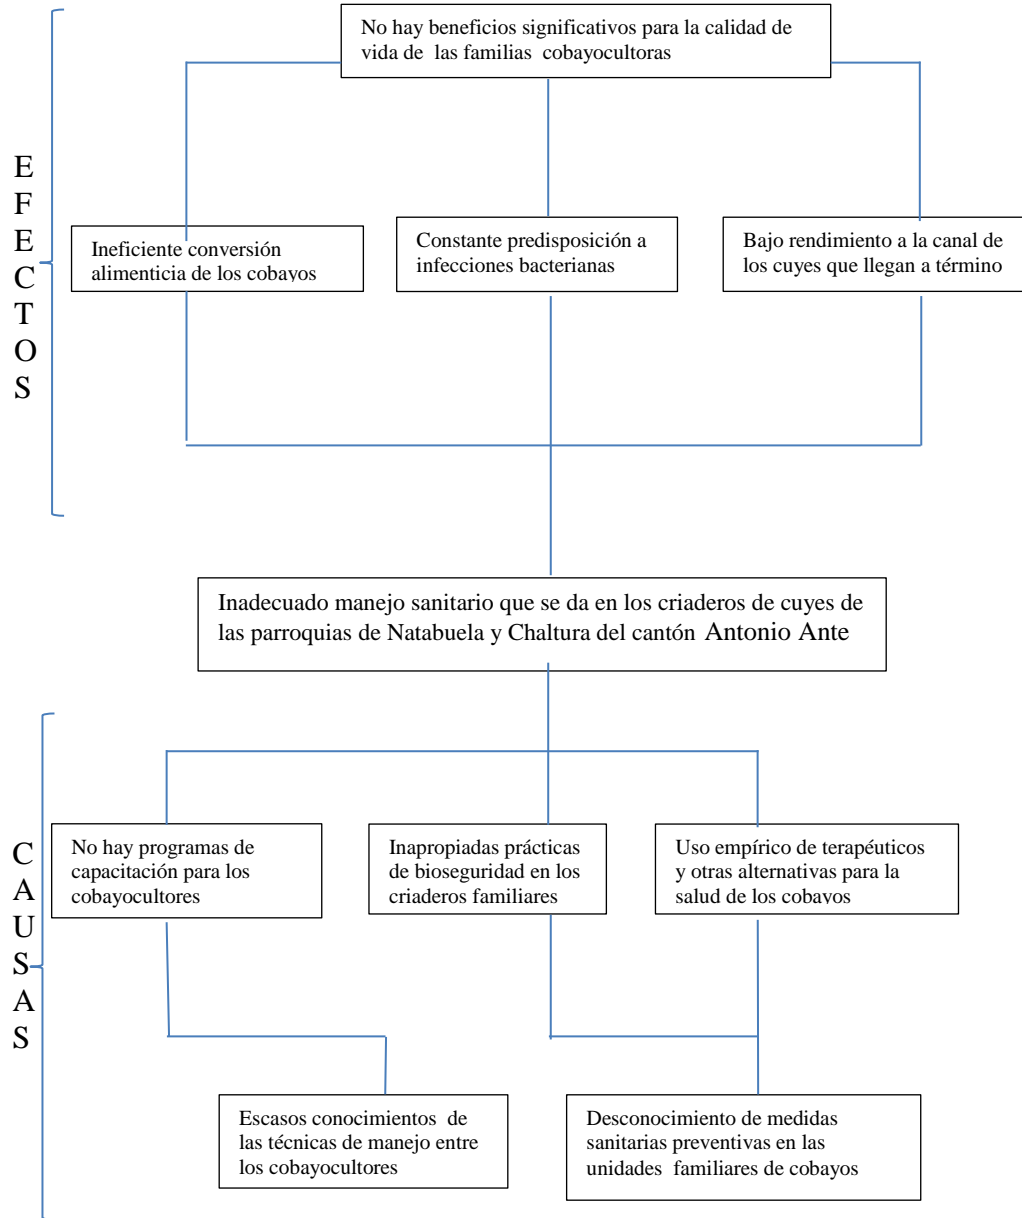 No hay beneficios significativos para la calidad de
vida de las familias cobayocultoras
E
F
E
C
T
O
S
Ineficiente conversión
alimenticia de los cobayos
Constante predisposición a
infecciones bacterianas
Bajo rendimiento a la canal de
los cuyes que llegan a término
Inadecuado manejo sanitario que se da en los criaderos de cuyes de
las parroquias de Natabuela y Chaltura del cantón Antonio Ante
C
A
U
S
A
S
No hay programas de
capacitación para los
cobayocultores
Inapropiadas prácticas
de bioseguridad en los
criaderos familiares
Uso empírico de terapéuticos
y otras alternativas para la
salud de los cobayos
Escasos conocimientos de
las técnicas de manejo entre
los cobayocultores
Desconocimiento de medidas
sanitarias preventivas en las
unidades familiares de cobayos